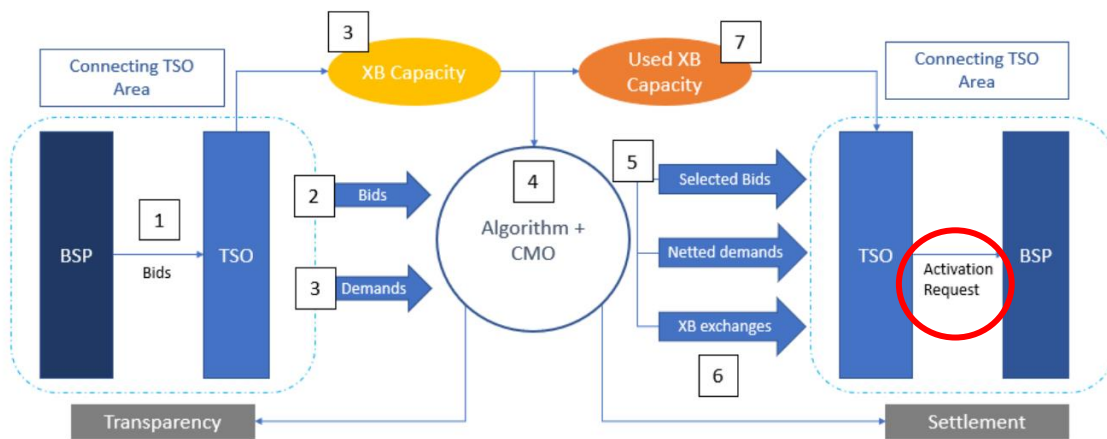 3
7
Connecting TSO
Area
XB Capacity
Used XB
Capacity
Connecting TSO
Area
BSP
1
Bids
TSO
2
Bids
3
Demands
4
Algorithm +
CMO
5
Selected Bids
Netted demands
XB exchanges
6
TSO
Activation
Request
BSP
Transparency
Settlement